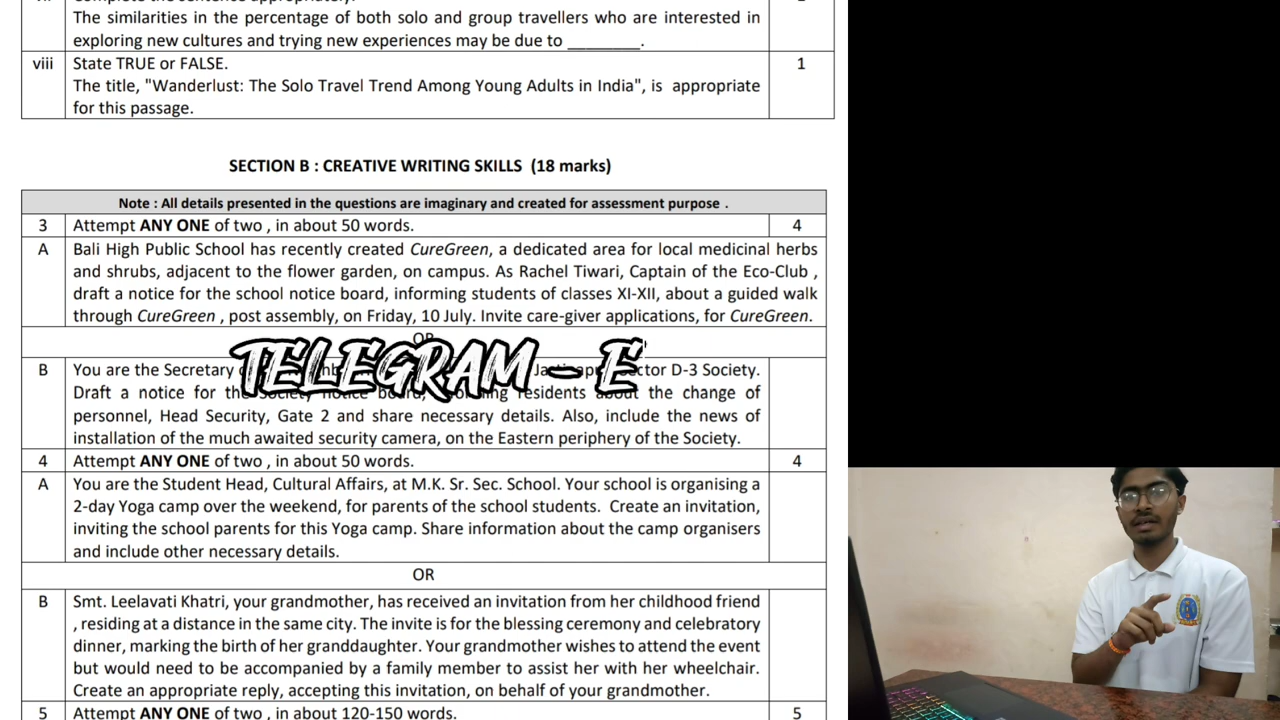 The similarities in the percentage of both solo and group travellers who are interested in
exploring new cultures and trying new experiences may be due to ________.
viii State TRUE or FALSE. 1
The title, "Wanderlust: The Solo Travel Trend Among Young Adults in India", is appropriate
for this passage.
SECTION B : CREATIVE WRITING SKILLS (18 marks)
Note : All details presented in the questions are imaginary and created for assessment purpose .
3 Attempt ANY ONE of two , in about 50 words. 4
A Bali High Public School has recently created CureGreen, a dedicated area for local medicinal herbs
and shrubs, adjacent to the flower garden, on campus. As Rachel Tiwari, Captain of the Eco-Club ,
draft a notice for the school notice board, informing students of classes XI-XII, about a guided walk
through CureGreen , post assembly, on Friday, 10 July. Invite care-giver applications, for CureGreen.
OR
TELEGRAM – E
B You are the Secretary D-3 Society.
Draft a notice for the Society notice board, residents about the change of
personnel, Head Security, Gate 2 and share necessary details. Also, include the news of
installation of the much awaited security camera, on the Eastern periphery of the Society.
4 Attempt ANY ONE of two , in about 50 words. 4
A You are the Student Head, Cultural Affairs, at M.K. Sr. Sec. School. Your school is organising a
2-day Yoga camp over the weekend, for parents of the school students. Create an invitation,
inviting the school parents for this Yoga camp. Share information about the camp organisers
and include other necessary details.
OR
B Smt. Leelavati Khatri, your grandmother, has received an invitation from her childhood friend
, residing at a distance in the same city. The invite is for the blessing ceremony and celebratory
dinner, marking the birth of her granddaughter. Your grandmother wishes to attend the event
but would need to be accompanied by a family member to assist her with her wheelchair.
Create an appropriate reply, accepting this invitation, on behalf of your grandmother.
5 Attempt ANY ONE of two , in about 120-150 words. 5